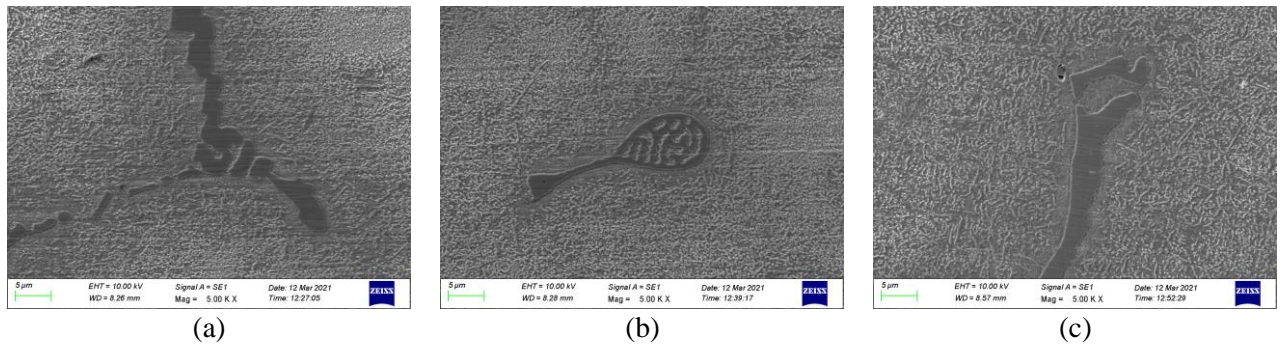 5 µm
EHT = 10.00 kV
Signal A = SE1
Date: 12 Mar 2021
WD = 8.26 mm
Mag = 5.00 K X
Time: 12:27:05
ZEISS
5 µm
EHT = 10.00 kV
Signal A = SE1
Date: 12 Mar 2021
WD = 8.28 mm
Mag = 5.00 K X
Time: 12:39:17
ZEISS
5 µm
EHT = 10.00 kV
Signal A = SE1
Date: 12 Mar 2021
WD = 8.57 mm
Mag = 5.00 K X
Time: 12:52:29
ZEISS
(a)
(b)
(c)